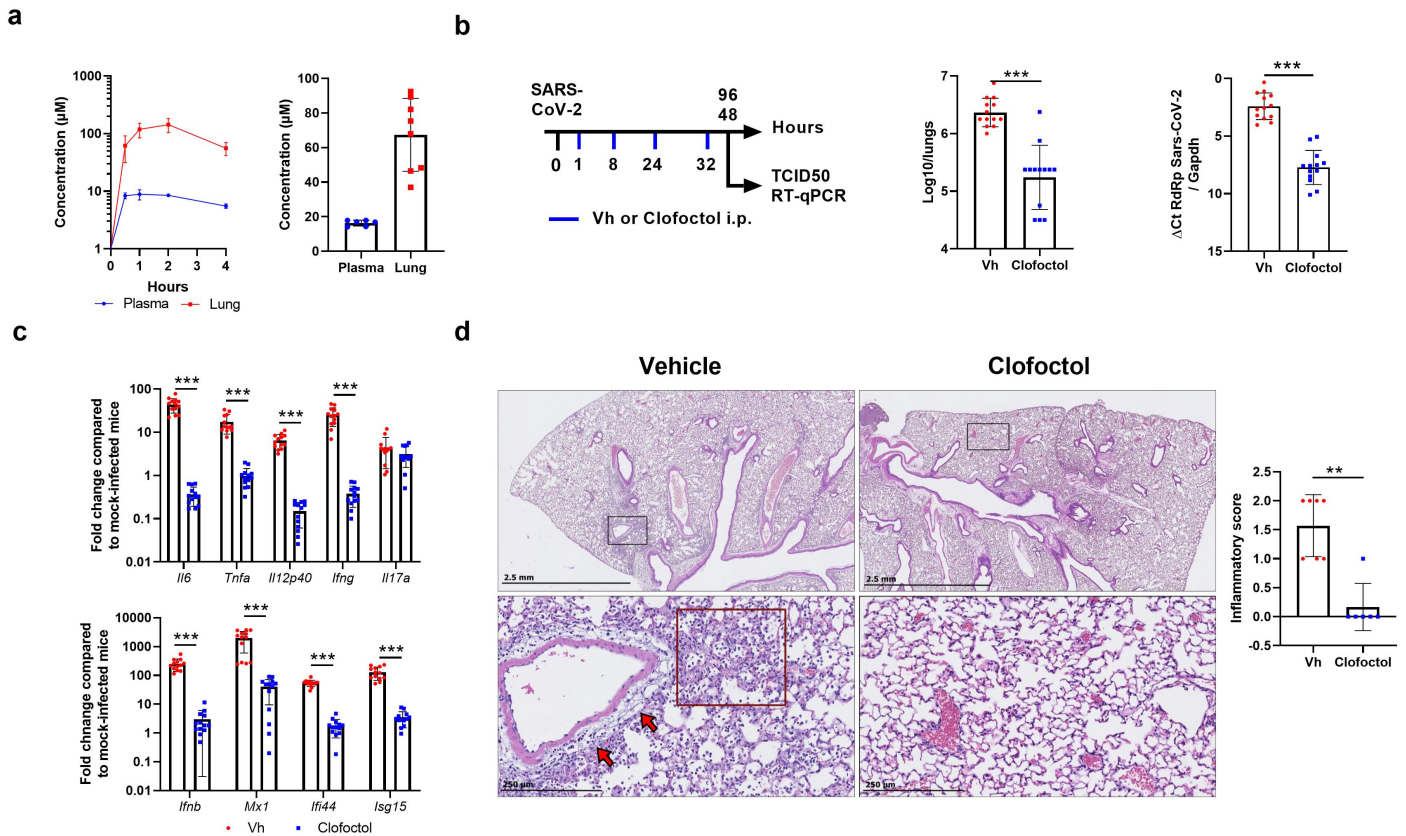 a
1000
100
10
1
Concentration (µM)
0
1
2
3
4
Hours
Plasma
Lung
100
80
60
40
20
0
Concentration (µM)
Plasma
Lung
b
SARS-
CoV-2
96
48
Hours
0
1
8
24
32
TCID50
RT-qPCR
Vh or Clofoctol i.p.
7
6
5
4
Log10/lungs
***
Vh
Clofoctol
0
5
10
15
ΔCt RdRp Sars-CoV-2
/ Gapdh
***
Vh
Clofoctol
c
100
10
1
0.1
0.01
Fold change compared
to mock-infected mice
***
***
***
***
Il6
Tnfa
Il12p40
Ifng
Il17a
10000
1000
100
10
1
0.1
0.01
Fold change compared
to mock-infected mice
***
***
***
***
Ifnb
Mx1
Ifi44
Isg15
Vh
Clofoctol
d
Vehicle
Clofoctol
2.5 mm
2.5 mm
250 µm
250 µm
2.5
2.0
1.5
1.0
0.5
0.0
-0.5
Inflammatory score
**
Vh
Clofoctol